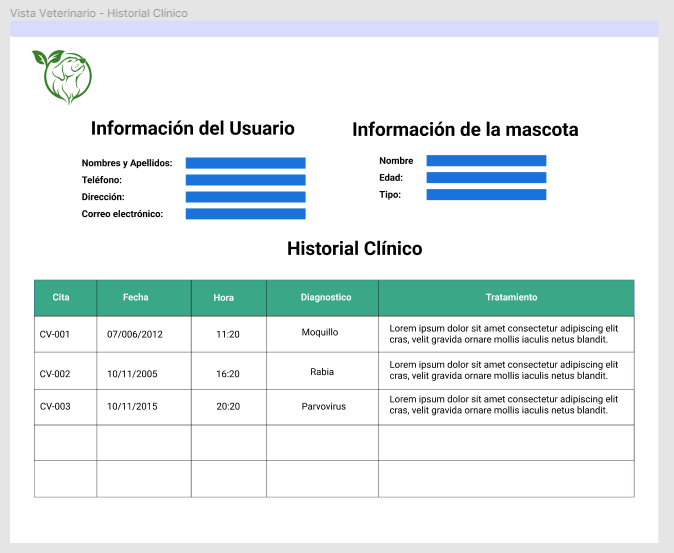 Vista Veterinario - Historial Clínico
Información del Usuario
Información de la mascota
Nombres y Apellidos:
Teléfono:
Dirección:
Correo electrónico:
Nombre
Edad:
Tipo:
Historial Clínico
Cita Fecha Hora Diagnostico Tratamiento
CV-001 07/006/2012 11:20 Moquillo Lorem ipsum dolor sit amet consectetur adipiscing elit
cras, velit gravida ornare mollis iaculis netus blandit.
CV-002 10/11/2005 16:20 Rabia Lorem ipsum dolor sit amet consectetur adipiscing elit
cras, velit gravida ornare mollis iaculis netus blandit.
CV-003 10/11/2015 20:20 Parvovirus Lorem ipsum dolor sit amet consectetur adipiscing elit
cras, velit gravida ornare mollis iaculis netus blandit.